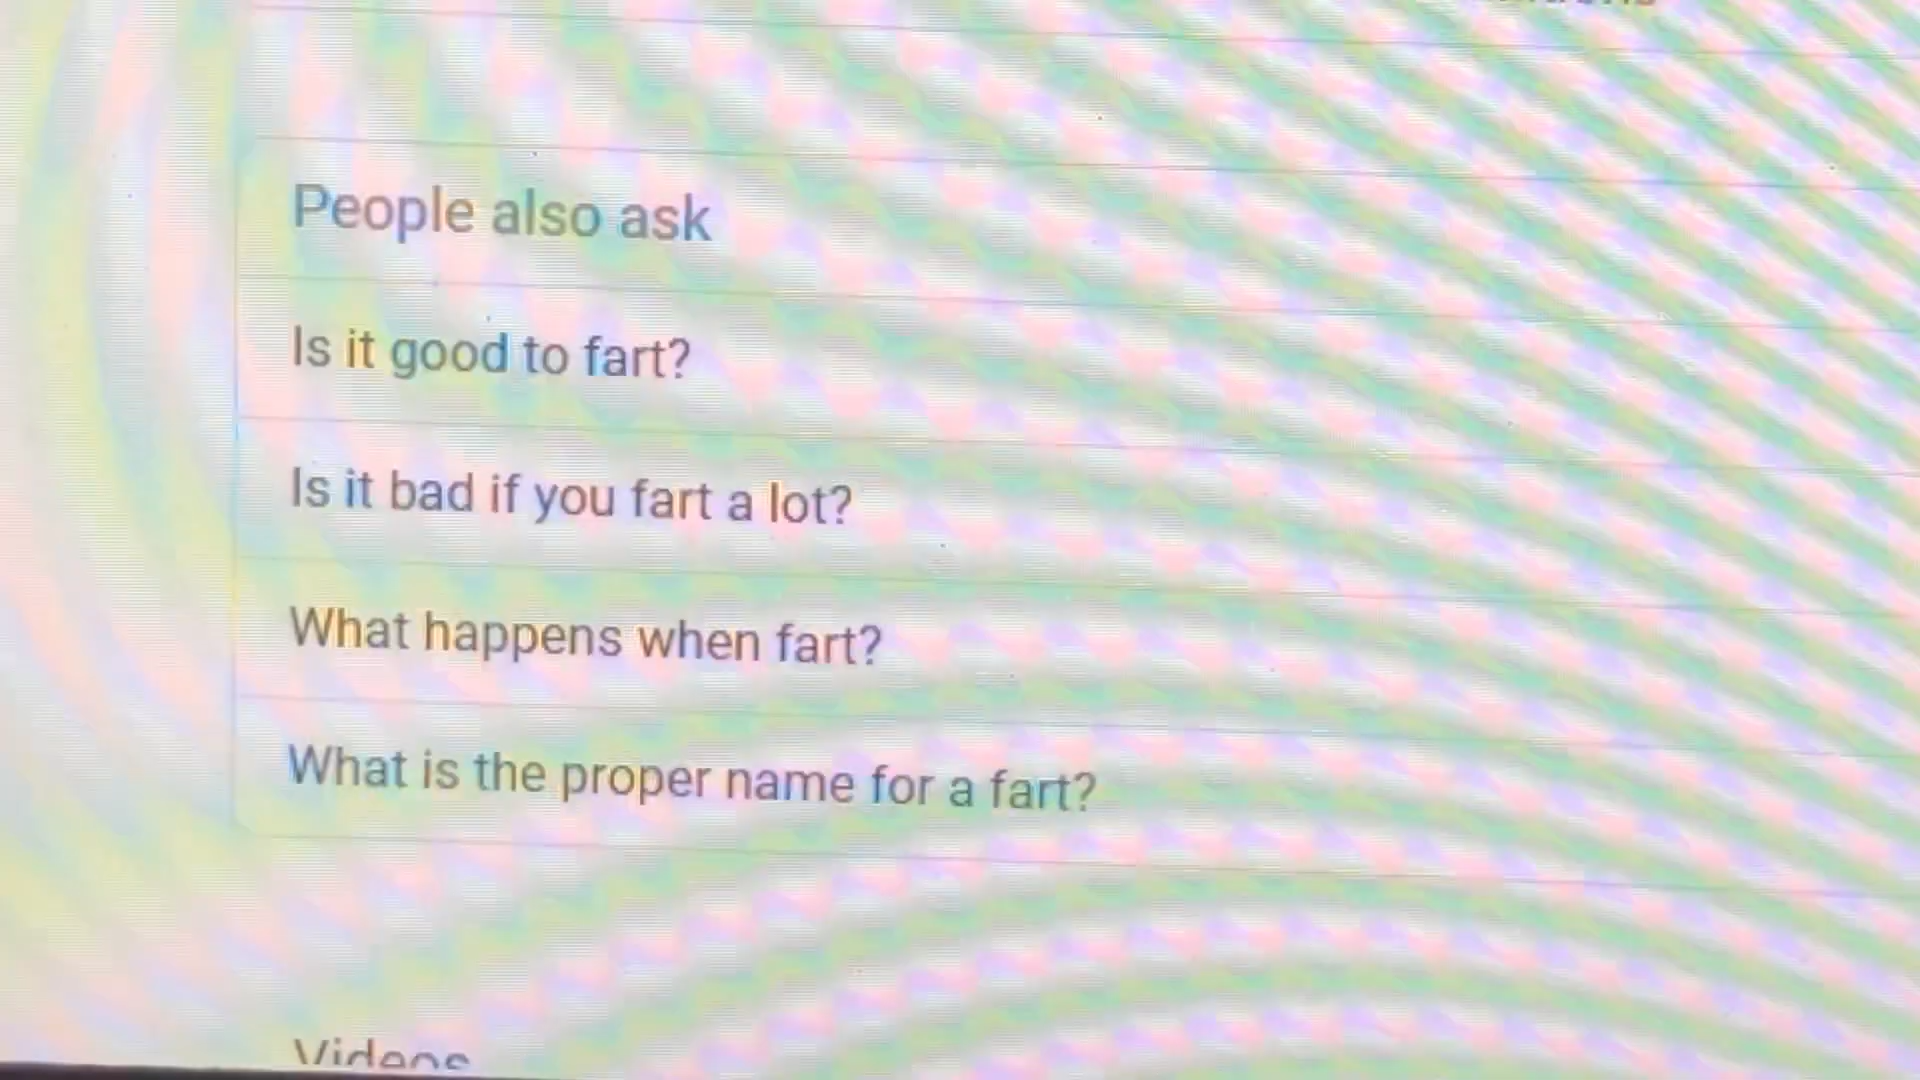 People also ask
Is it good to fart?
Is it bad if you fart a lot?
What happens when fart?
What is the proper name for a fart?
Videos